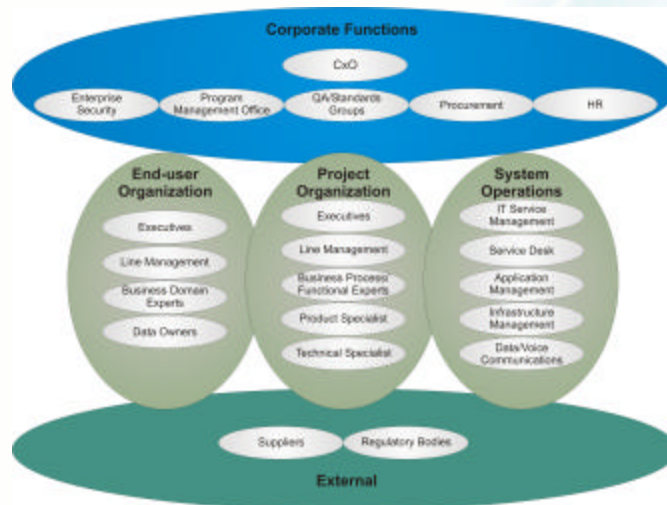 Corporate Functions
CxO
Enterprise
Security
Program
Management Office
QA/Standards
Groups
Procurement
HR
End-user
Organization
Executives
Line Management
Business Domain
Experts
Data Owners
Project
Organization
Executives
Line Management
Business Process/
Functional Experts
Product Specialist
Technical Specialist
System
Operations
IT Service
Management
Service Desk
Application
Management
Infrastructure
Management
Data/Voice
Communications
Suppliers
Regulatory Bodies
External